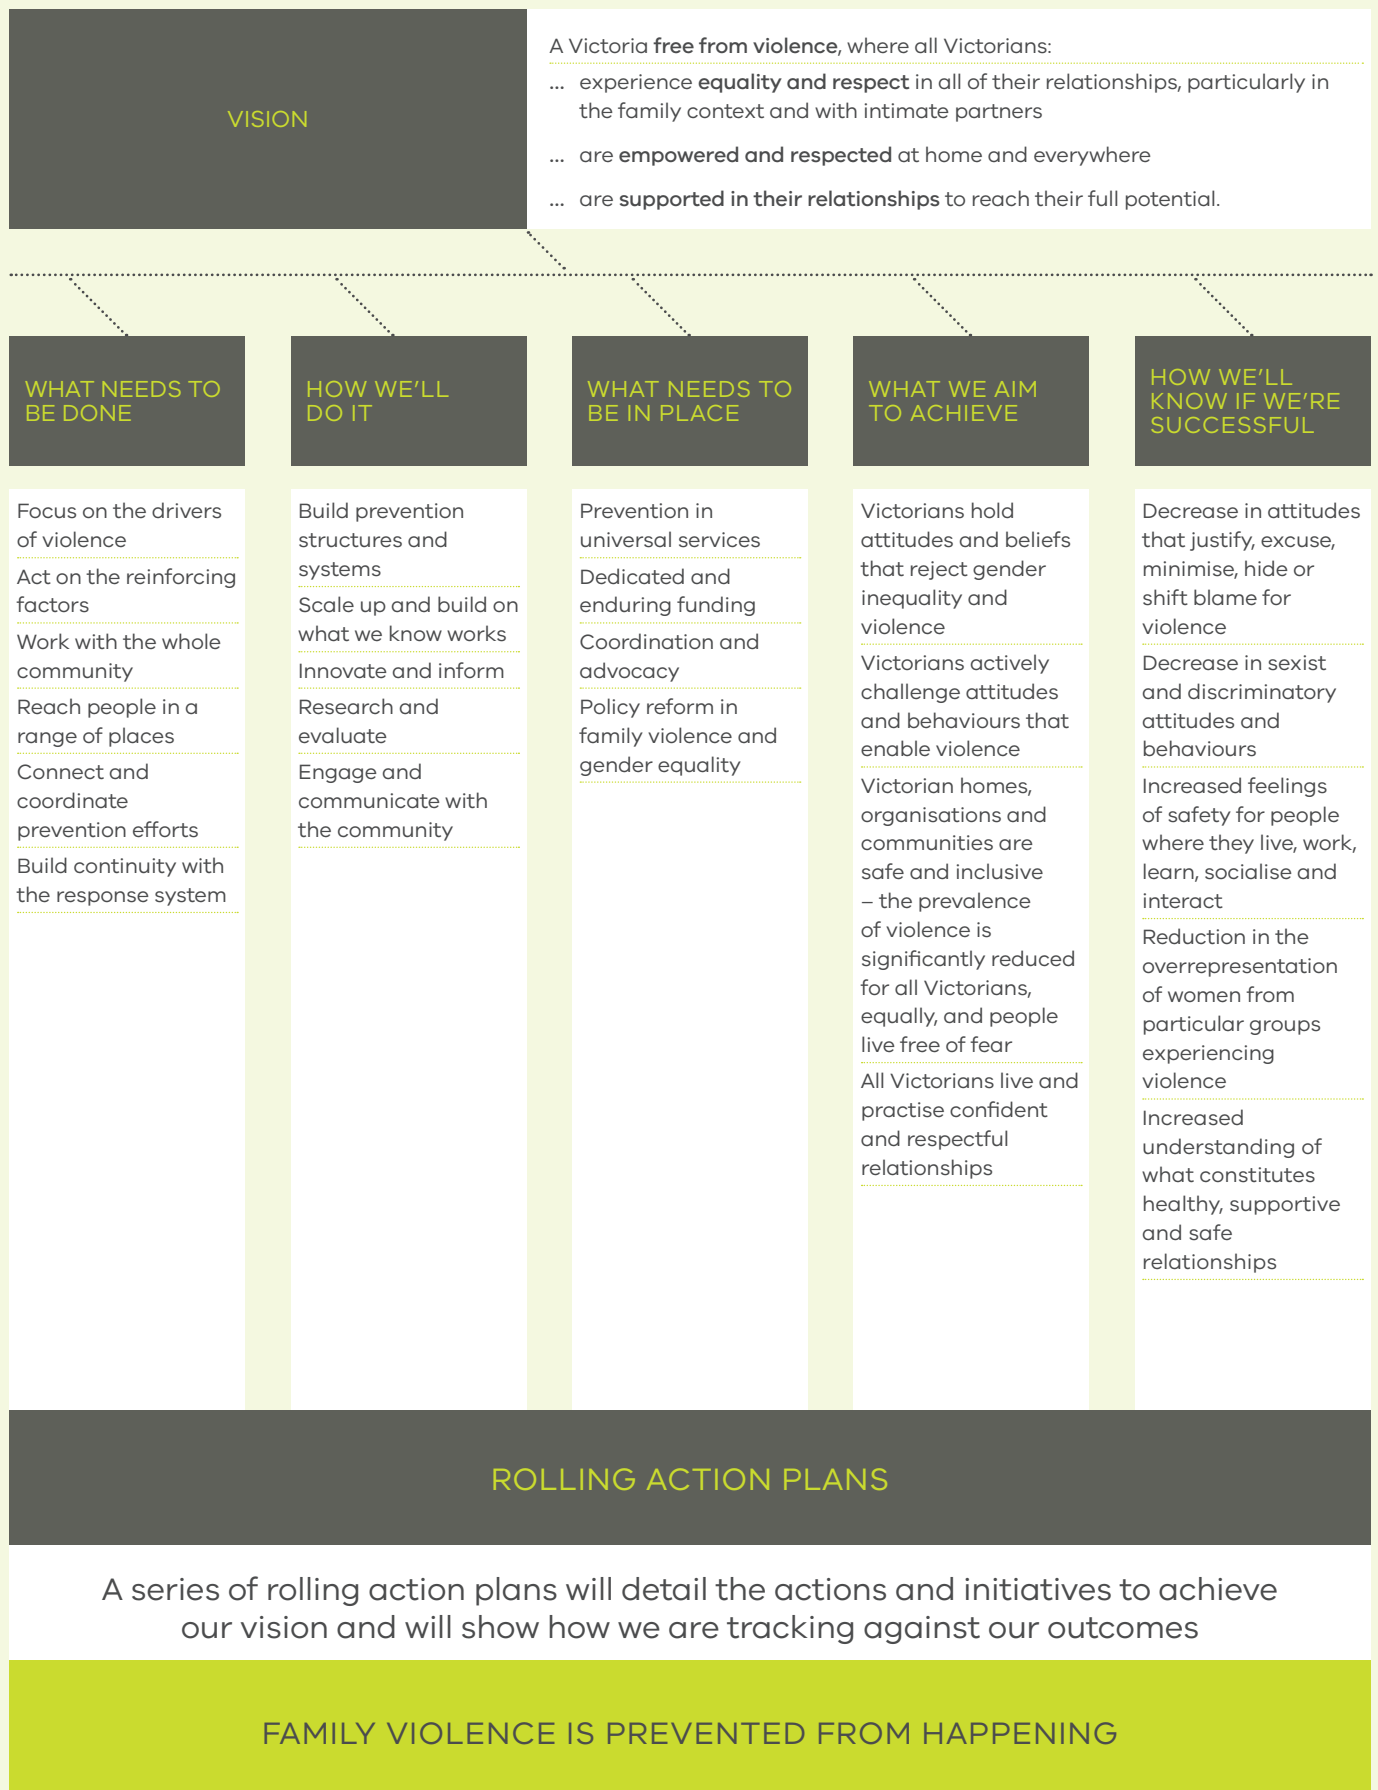 VISION
A Victoria free from violence, where all Victorians:
... experience equality and respect in all of their relationships, particularly in
the family context and with intimate partners
... are empowered and respected at home and everywhere
... are supported in their relationships to reach their full potential.
WHAT NEEDS TO
BE DONE
Focus on the drivers
of violence
Act on the reinforcing
factors
Work with the whole
community
Reach people in a
range of places
Connect and
coordinate
prevention efforts
Build continuity with
the response system
HOW WE'LL
DO IT
Build prevention
structures and
systems
Scale up and build on
what we know works
Innovate and inform
Research and
evaluate
Engage and
communicate with
the community
WHAT NEEDS TO
BE IN PLACE
Prevention in
universal services
Dedicated and
enduring funding
Coordination and
advocacy
Policy reform in
family violence and
gender equality
WHAT WE AIM
TO ACHIEVE
Victorians hold
attitudes and beliefs
that reject gender
inequality and
violence
Victorians actively
challenge attitudes
and behaviours that
enable violence
Victorian homes,
organisations and
communities are
safe and inclusive
– the prevalence
of violence is
significantly reduced
for all Victorians,
equally, and people
live free of fear
All Victorians live and
practise confident
and respectful
relationships
HOW WE'LL
KNOW IF WE'RE
SUCCESSFUL
Decrease in attitudes
that justify, excuse,
minimise, hide or
shift blame for
violence
Decrease in sexist
and discriminatory
attitudes and
behaviours
Increased feelings
of safety for people
where they live, work,
learn, socialise and
interact
Reduction in the
overrepresentation
of women from
particular groups
experiencing
violence
Increased
understanding of
what constitutes
healthy, supportive
and safe
relationships
ROLLING ACTION PLANS
A series of rolling action plans will detail the actions and initiatives to achieve
our vision and will show how we are tracking against our outcomes
FAMILY VIOLENCE IS PREVENTED FROM HAPPENING